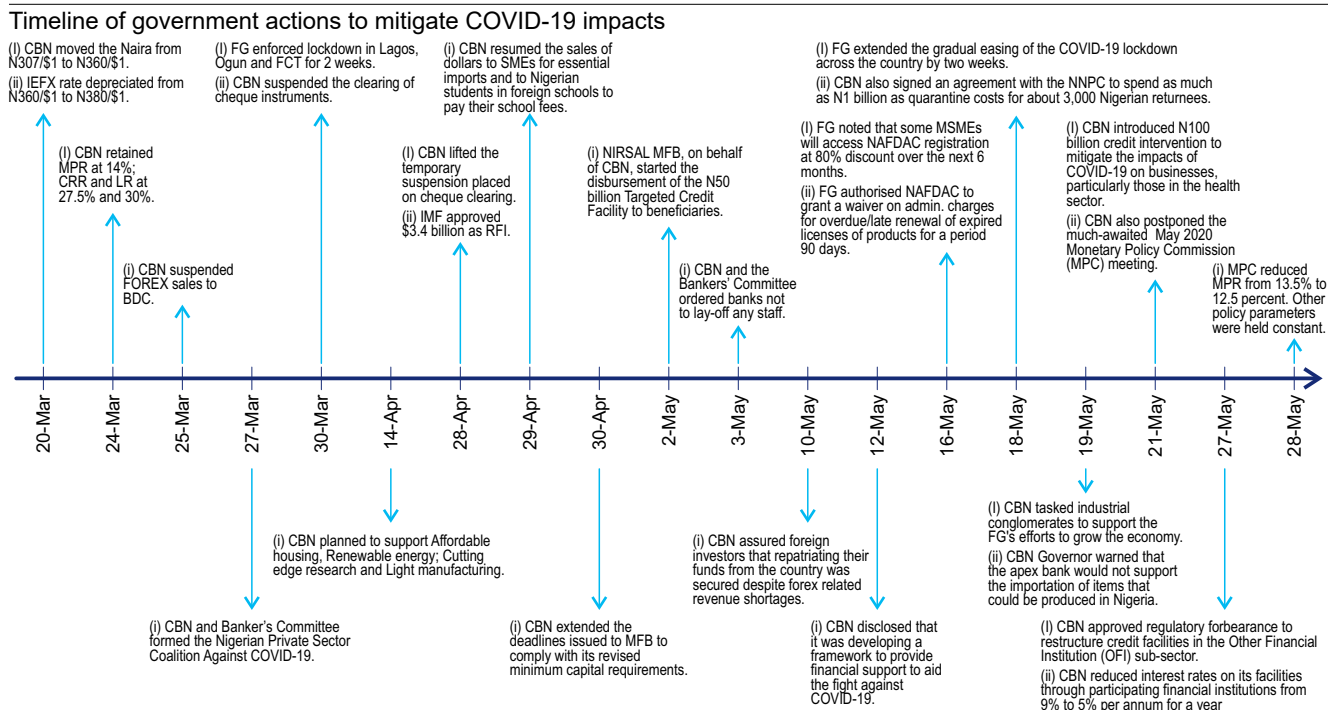 Timeline of government actions to mitigate COVID-19 impacts
(I) CBN moved the Naira from
N307/$1 to N360/$1.
(ii) IEFX rate depreciated from
N360/$1 to N380/$1.
(I) FG enforced lockdown in Lagos,
Ogun and FCT for 2 weeks.
(ii) CBN suspended the clearing of
cheque instruments.
(i) CBN resumed the sales of
dollars to SMEs for essential
imports and to Nigerian
students in foreign schools to
pay their school fees.
(I) FG extended the gradual easing of the COVID-19 lockdown
across the country by two weeks.
(ii) CBN also signed an agreement with the NNPC to spend as much
as N1 billion as quarantine costs for about 3,000 Nigerian returnees.
(I) CBN retained
MPR at 14%;
CRR and LR at
27.5% and 30%.
(i) CBN suspended
FOREX sales to
BDC.
(I) CBN lifted the
temporary
suspension placed
on cheque clearing.
(ii) IMF approved
$3.4 billion as RFI.
(i) NIRSAL MFB, on behalf
of CBN, started the
disbursement of the N50
billion Targeted Credit
Facility to beneficiaries.
(i) CBN and the
Bankers' Committee
ordered banks not
to lay-off any staff.
(I) FG noted that some MSMEs
will access NAFDAC registration
at 80% discount over the next 6
months.
(ii) FG authorised NAFDAC to
grant a waiver on admin. charges
for overdue/late renewal of expired
licenses of products for a period
90 days.
(I) CBN introduced N100
billion credit intervention to
mitigate the impacts of
COVID-19 on businesses,
particularly those in the health
sector.
(ii) CBN also postponed the
much-awaited May 2020
Monetary Policy Commission
(MPC) meeting.
(i) MPC reduced
MPR from 13.5% to
12.5 percent. Other
policy parameters
were held constant.
20-Mar
24-Mar
25-Mar
27-Mar
30-Mar
14-Apr
28-Apr
29-Apr
30-Apr
2-May
3-May
10-May
12-May
16-May
18-May
19-May
21-May
27-May
28-May
(i) CBN and Banker's Committee
formed the Nigerian Private Sector
Coalition Against COVID-19.
(i) CBN planned to support Affordable
housing, Renewable energy; Cutting
edge research and Light manufacturing.
(i) CBN extended the
deadlines issued to MFB to
comply with its revised
minimum capital requirements.
(i) CBN assured foreign
investors that repatriating their
funds from the country was
secured despite forex related
revenue shortages.
(i) CBN disclosed that
it was developing a
framework to provide
financial support to aid
the fight against
COVID-19.
(I) CBN tasked industrial
conglomerates to support the
FG's efforts to grow the economy.
(ii) CBN Governor warned that
the apex bank would not support
the importation of items that
could be produced in Nigeria.
(I) CBN approved regulatory forbearance to
restructure credit facilities in the Other Financial
Institution (OFI) sub-sector.
(ii) CBN reduced interest rates on its facilities
through participating financial institutions from
9% to 5% per annum for a year